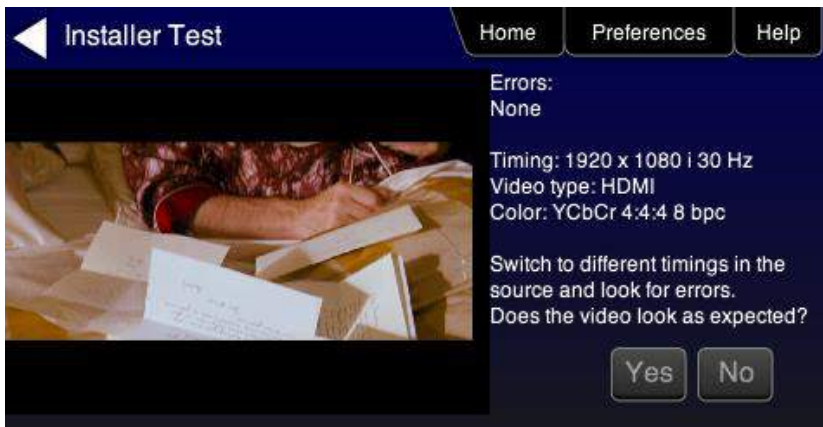 Installer Test
Home
Preferences
Help
Errors:
None
Timing: 1920 x 1080 i 30 Hz
Video type: HDMI
Color: YCbCr 4:4:4 8 bpc
Switch to different timings in the
source and look for errors.
Does the video look as expected?
Yes
No